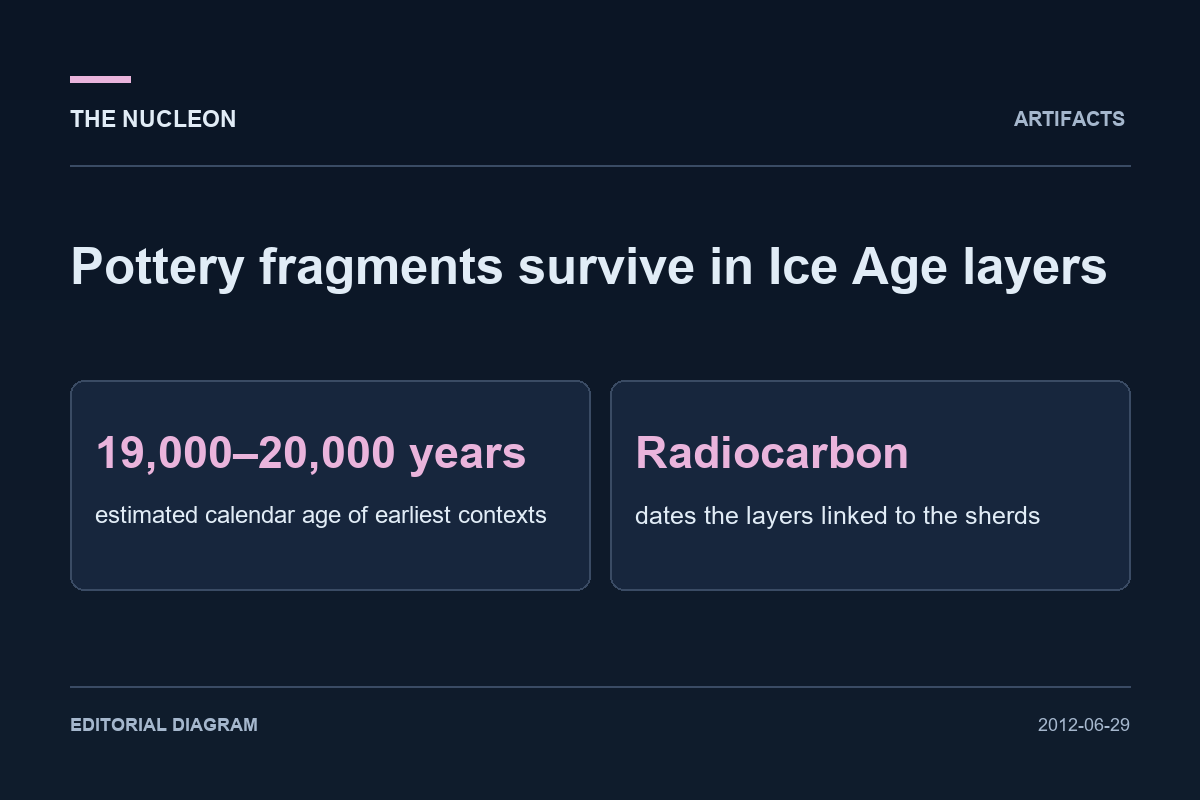 THE NUCLEON
ARTIFACTS
Pottery fragments survive in Ice Age layers
19,000–20,000 years
estimated calendar age of earliest contexts
Radiocarbon
dates the layers linked to the sherds
EDITORIAL DIAGRAM
2012-06-29